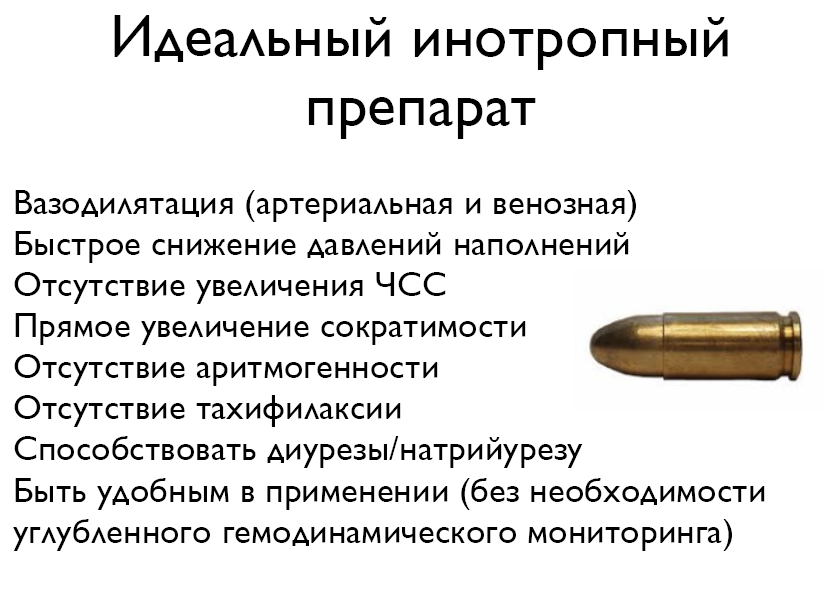 Идеальный инотропный
препарат
Вазодилятация (артериальная и венозная)
Быстрое снижение давлений наполнений
Отсутствие увеличения ЧСС
Прямое увеличение сократимости
Отсутствие аритмогенности
Отсутствие тахифилаксии
Способствовать диурезы/натрийурезу
Быть удобным в применении (без необходимости
углубленного гемодинамического мониторинга)